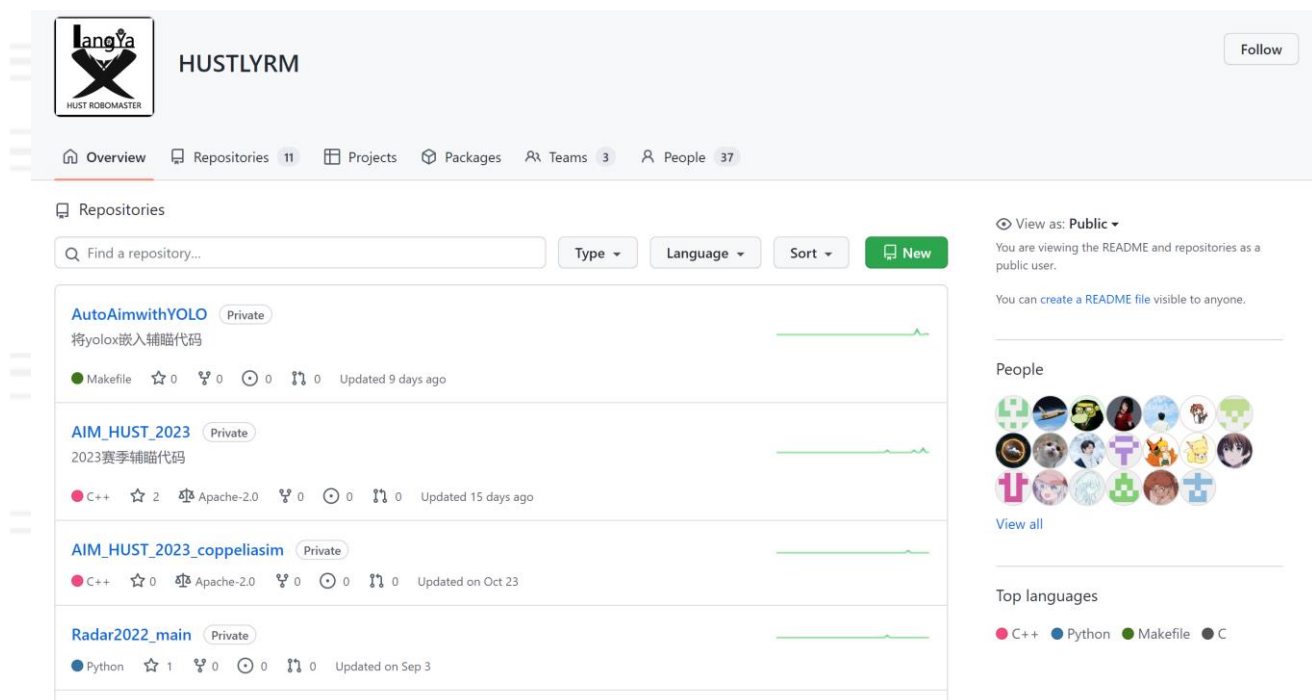 LangYa
HUST ROBOMASTER
HUSTLYRM
Follow
Overview Repositories 11 Projects Packages Teams 3 People 37
Repositories
Find a repository...
Type Language Sort New
AutoAimwithYOLO Private
将yolox嵌入辅瞄代码
Makefile 0 0 0 0 Updated 9 days ago
AIM_HUST_2023 Private
2023赛季辅瞄代码
C++ 2 Apache-2.0 0 0 0 Updated 15 days ago
AIM_HUST_2023_coppeliasim Private
C++ 0 Apache-2.0 0 0 0 Updated on Oct 23
Radar2022_main Private
Python 1 0 0 0 Updated on Sep 3
View as: Public
You are viewing the README and repositories as a
public user.
You can create a README file visible to anyone.
People
View all
Top languages
C++ Python Makefile C